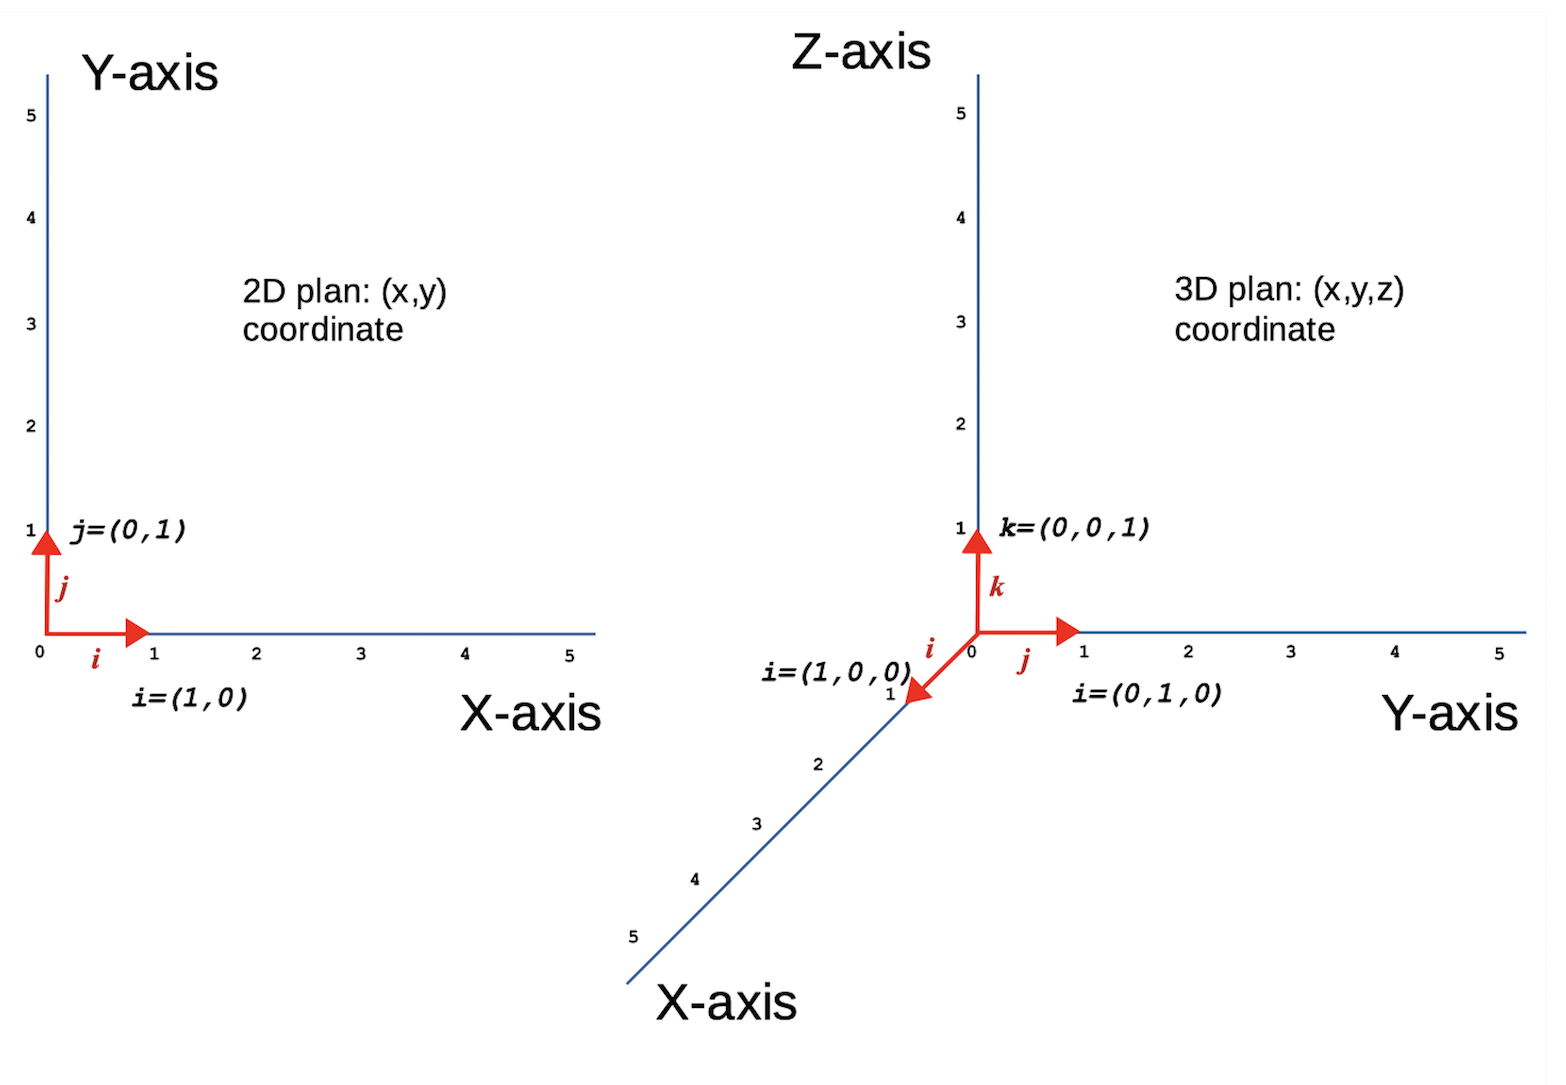 Y-axis
5
4
2D plan: (x,y)
coordinate
3
2
1
j=(0,1)
j
0
i
1
2
3
4
5
i=(1,0)
X-axis
Z-axis
5
4
3D plan: (x,y,z)
coordinate
3
2
1
k=(0,0,1)
k
i
0
j
1
2
3
4
5
i=(1,0,0)
1
i=(0,1,0)
Y-axis
2
3
4
5
X-axis